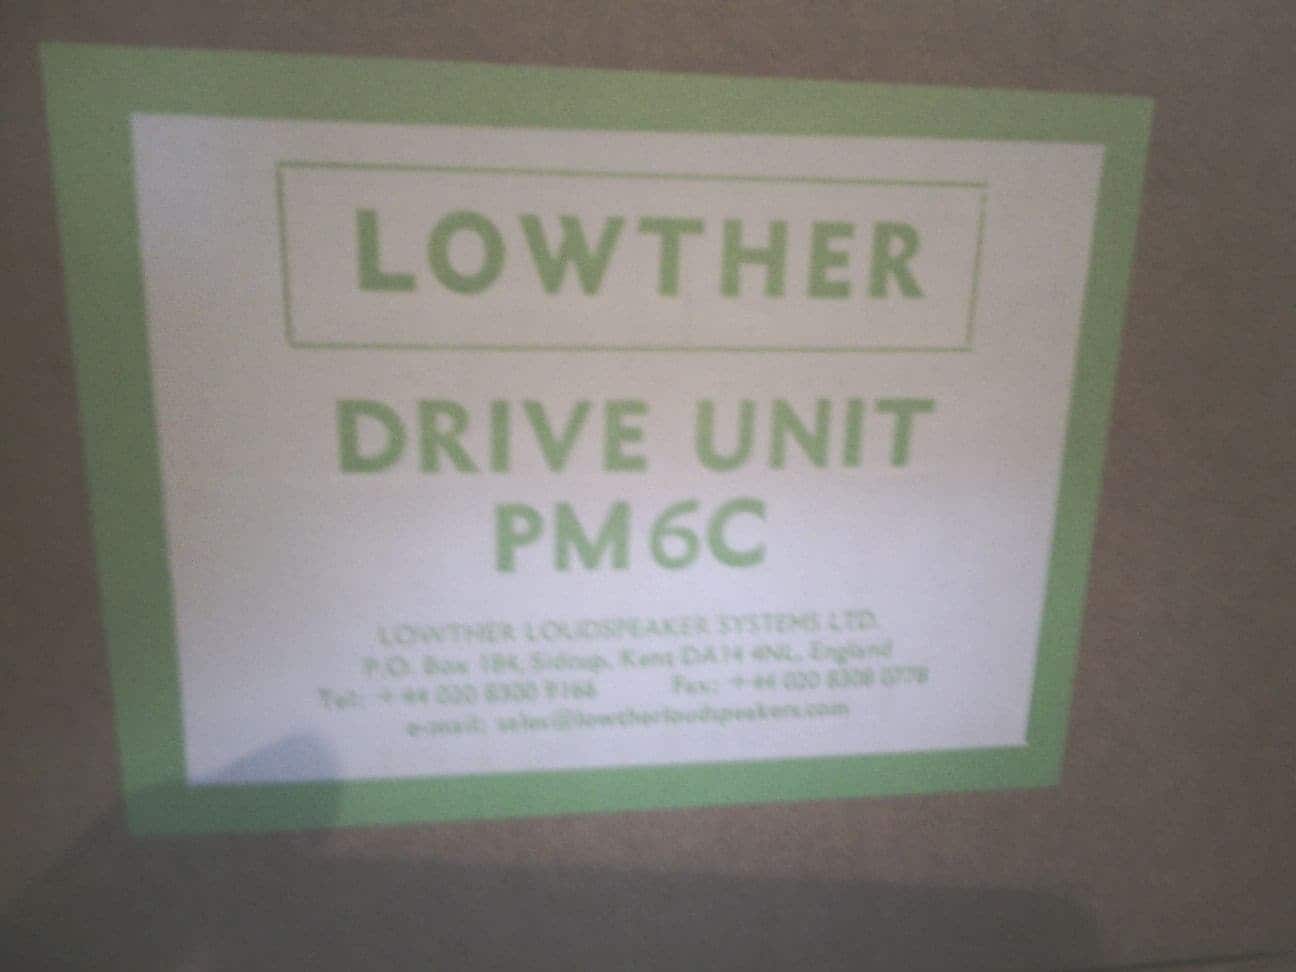 LOWTHER
DRIVE UNIT
PM6C
LOWTHER LOUDSPEAKER SYSTEMS LTD.
P.O. Box 184, Sidcup, Kent DA14 4NL, England
Tel: +44 020 8300 9166 Fax: +44 020 8308 0778
e-mail: sales@lowtherloudspeakers.com